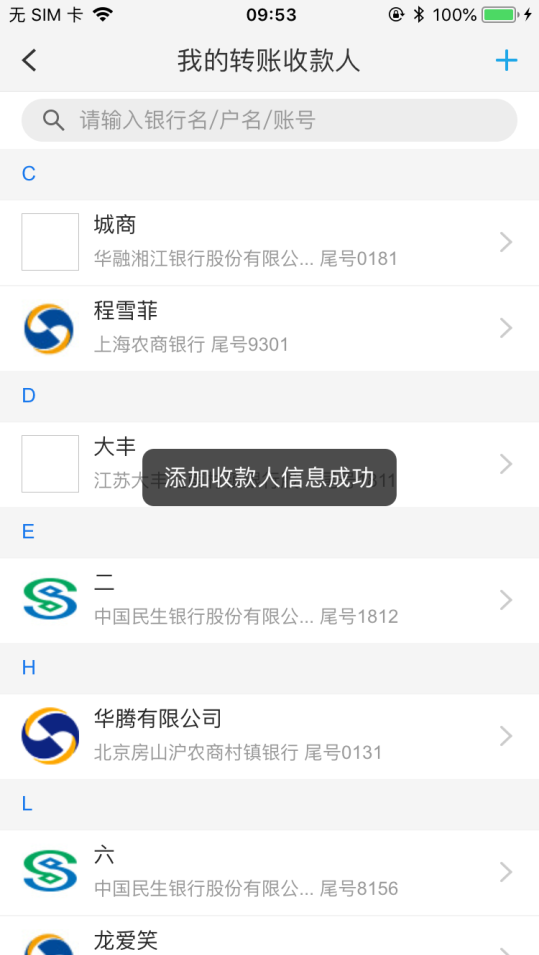 无 SIM 卡
09:53
100%
我的转账收款人
请输入银行名/户名/账号
C
城商
华融湘江银行股份有限公... 尾号0181
程雪菲
上海农商银行 尾号9301
D
大丰
江苏大丰
添加收款人信息成功
E
二
中国民生银行股份有限公... 尾号1812
H
华腾有限公司
北京房山沪农商村镇银行 尾号0131
L
六
中国民生银行股份有限公... 尾号8156
龙爱笑